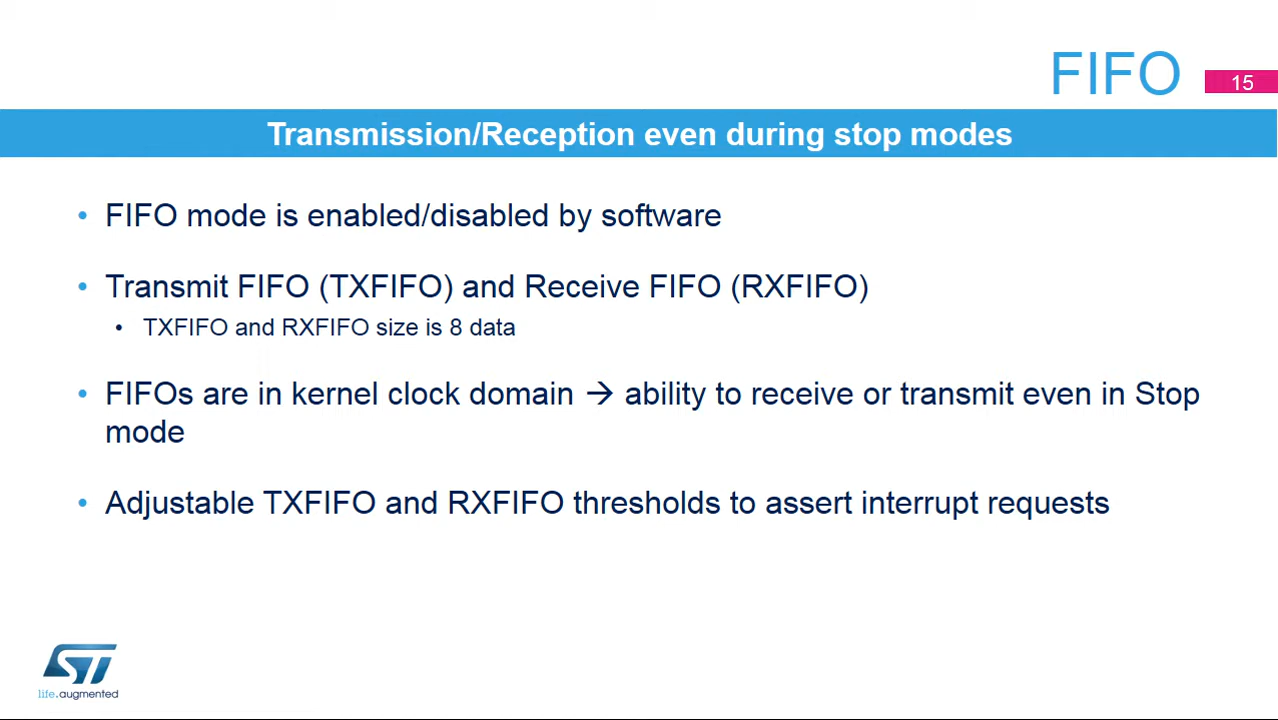 FIFO
15
Transmission/Reception even during stop modes
• FIFO mode is enabled/disabled by software
• Transmit FIFO (TXFIFO) and Receive FIFO (RXFIFO)
• TXFIFO and RXFIFO size is 8 data
• FIFOs are in kernel clock domain → ability to receive or transmit even in Stop
mode
• Adjustable TXFIFO and RXFIFO thresholds to assert interrupt requests
ST
life.augmented